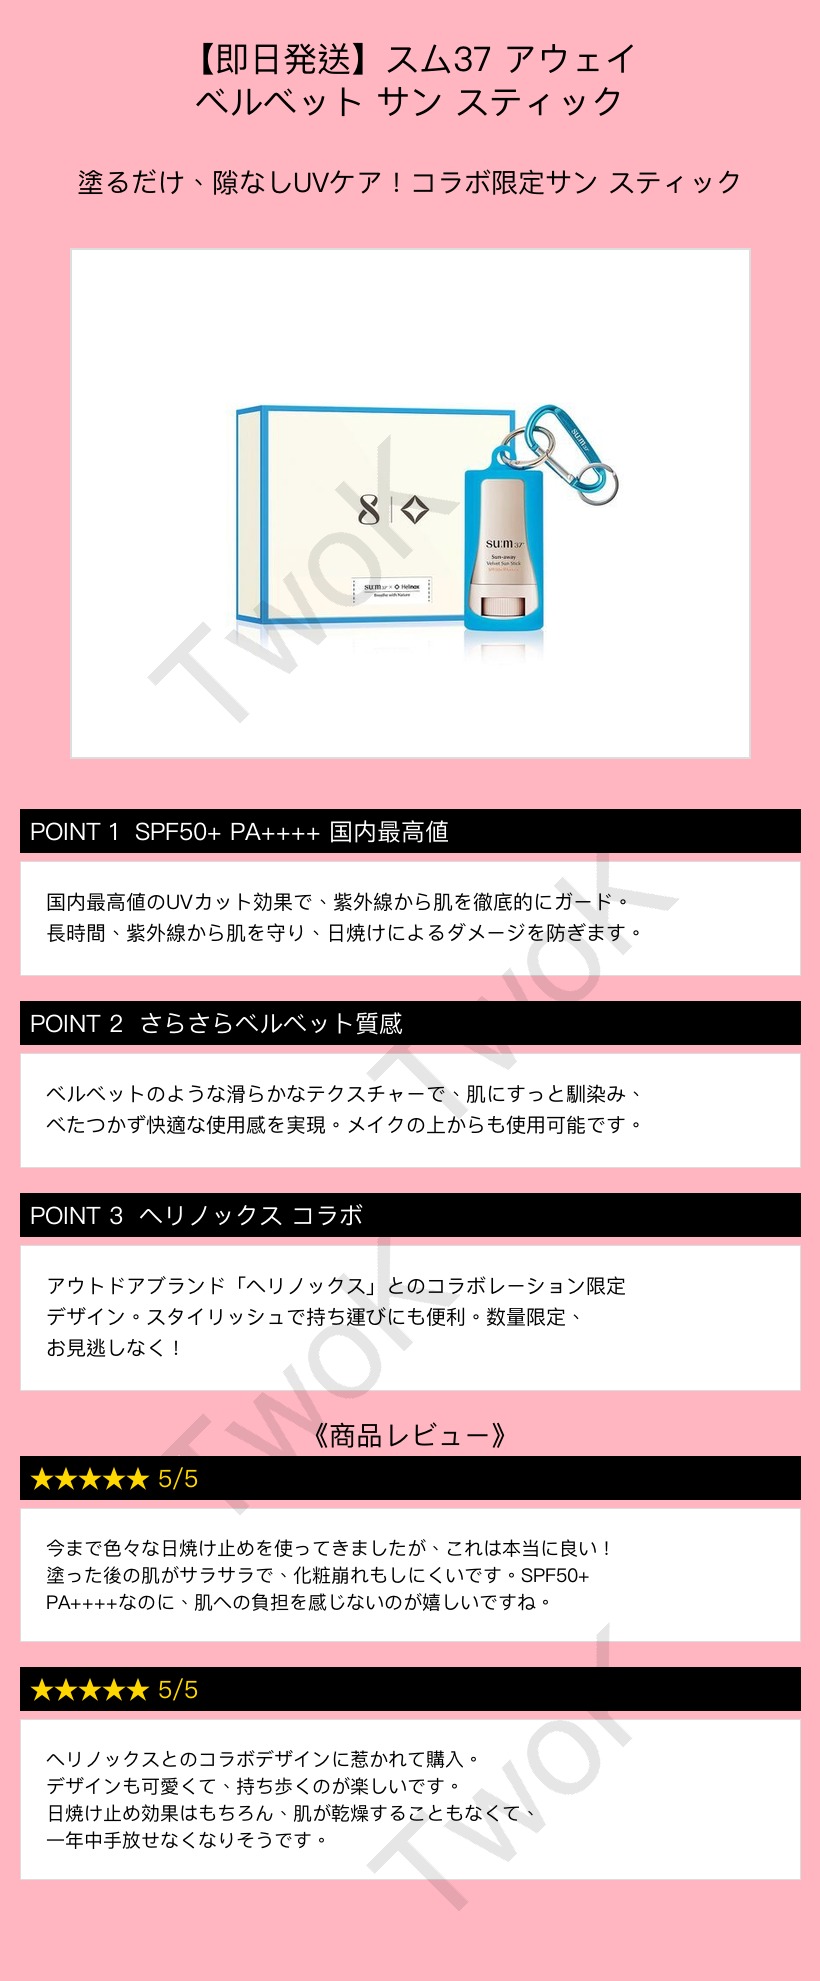 【即日発送】スム37 アウェイ
ベルベット サン スティック
塗るだけ、隙なしUVケア！コラボ限定サン スティック
su:m37°
su:m37° × Helinox
Breathe with Nature
su:m37°
Sun-away
Velvet Sun Stick
SPF50+/PA++++
TwoK
POINT 1 SPF50+ PA++++ 国内最高値
国内最高値のUVカット効果で、紫外線から肌を徹底的にガード。
長時間、紫外線から肌を守り、日焼けによるダメージを防ぎます。
TwoK
POINT 2 さらさらベルベット質感
ベルベットのような滑らかなテクスチャーで、肌にすっと馴染み、
べたつかず快適な使用感を実現。メイクの上からも使用可能です。
POINT 3 ヘリノックス コラボ
アウトドアブランド「ヘリノックス」とのコラボレーション限定
デザイン。スタイリッシュで持ち運びにも便利。数量限定、
お見逃しなく！
TwoK
《商品レビュー》
★★★★★ 5/5
今まで色々な日焼け止めを使ってきましたが、これは本当に良い！
塗った後の肌がサラサラで、化粧崩れもしにくいです。SPF50+
PA++++なのに、肌への負担を感じないのが嬉しいですね。
★★★★★ 5/5
ヘリノックスとのコラボデザインに惹かれて購入。
デザインも可愛くて、持ち歩くのが楽しいです。
日焼け止め効果はもちろん、肌が乾燥することもなくて、
一年中手放せなくなりそうです。
TwoK